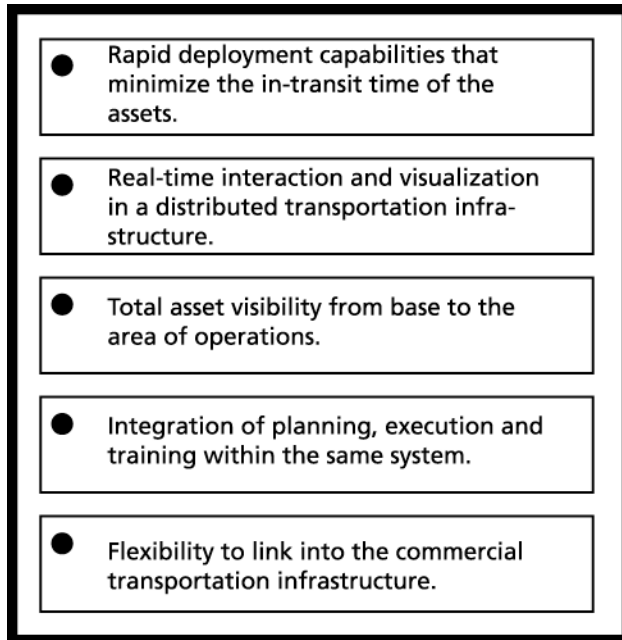 ● Rapid deployment capabilities that
minimize the in-transit time of the
assets.
● Real-time interaction and visualization
in a distributed transportation infra-
structure.
● Total asset visibility from base to the
area of operations.
● Integration of planning, execution and
training within the same system.
● Flexibility to link into the commercial
transportation infrastructure.